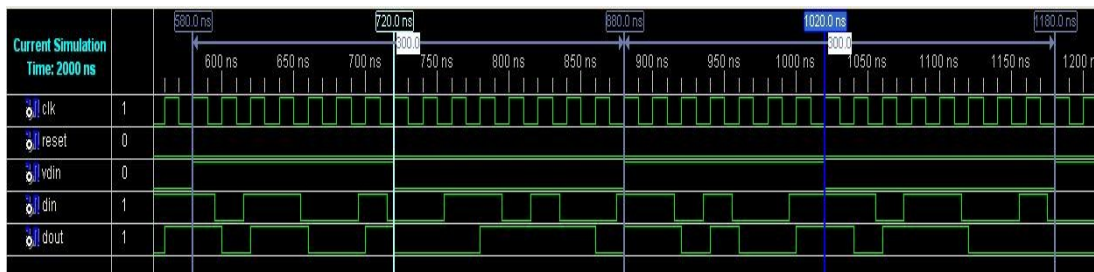 580.0 ns 720.0 ns 880.0 ns 1020.0 ns 1180.0 ns
Current Simulation
Time: 2000 ns
300.0 300.0
600 ns 650 ns 700 ns 750 ns 800 ns 850 ns 900 ns 950 ns 1000 ns 1050 ns 1100 ns 1150 ns 1200 n
clk 1
reset 0
vdin 0
din 1
dout 1